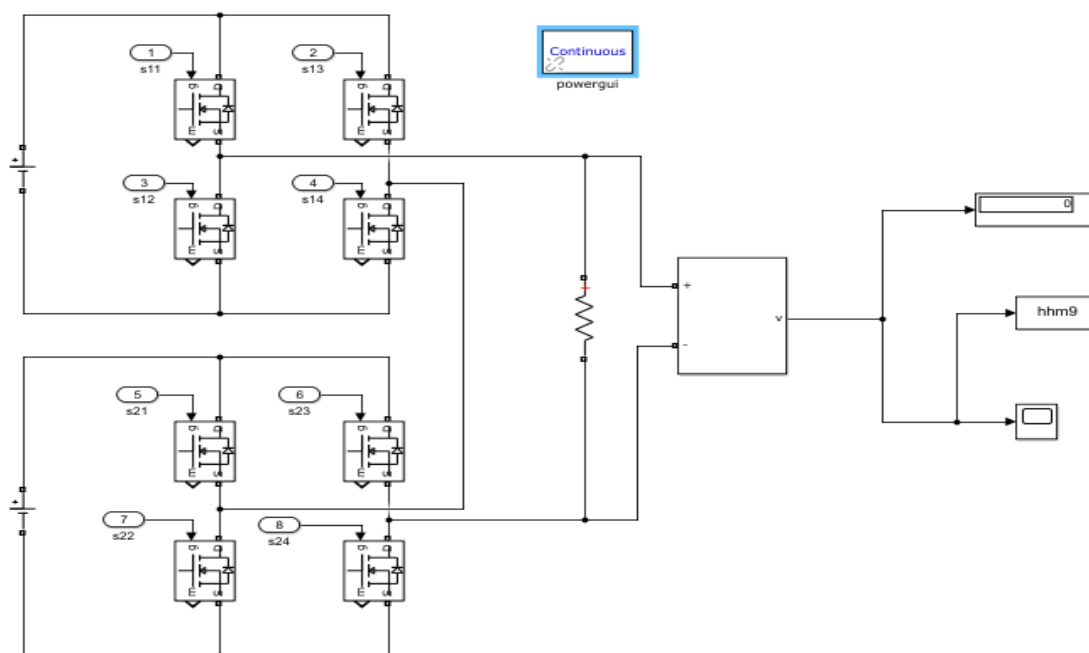 1
s11
2
s13
Continuous
powergui
g D
m S
g D
m S
3
s12
4
s14
g D
m S
g D
m S
0
+
v
-
hhm9
5
s21
6
s23
g D
m S
g D
m S
7
s22
8
s24
g D
m S
g D
m S